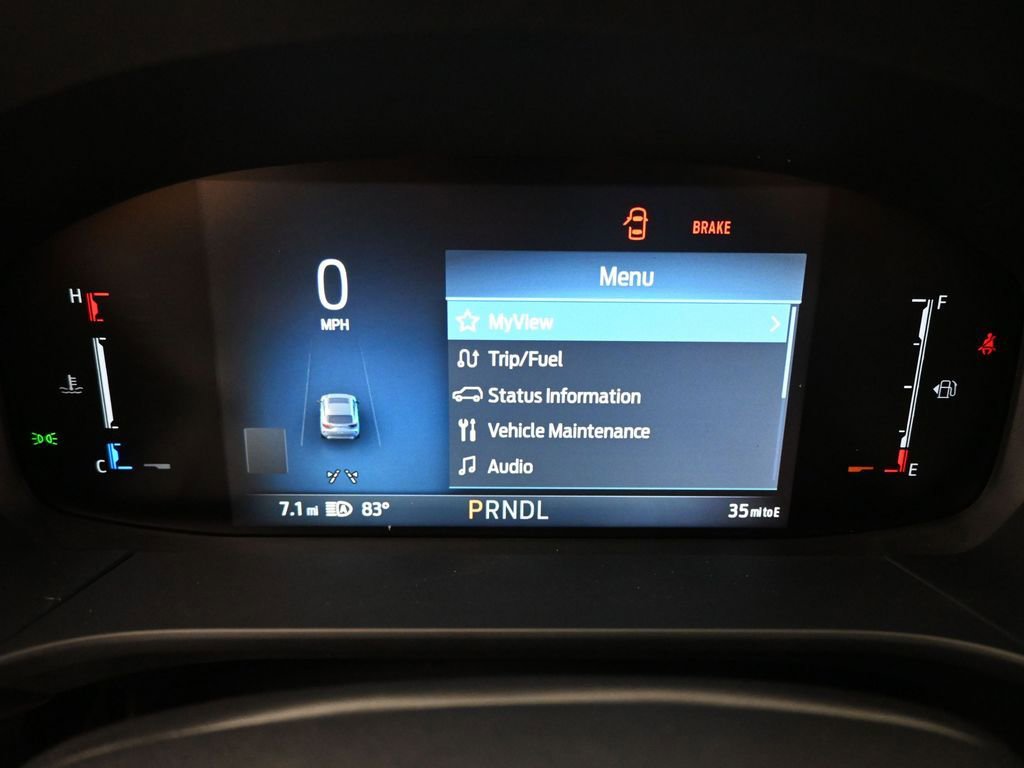 BRAKE
0
MPH
Menu
MyView
Trip/Fuel
Status Information
Vehicle Maintenance
Audio
H
C
F
E
7.1 mi A 83°
PRNDL
35 mi to E